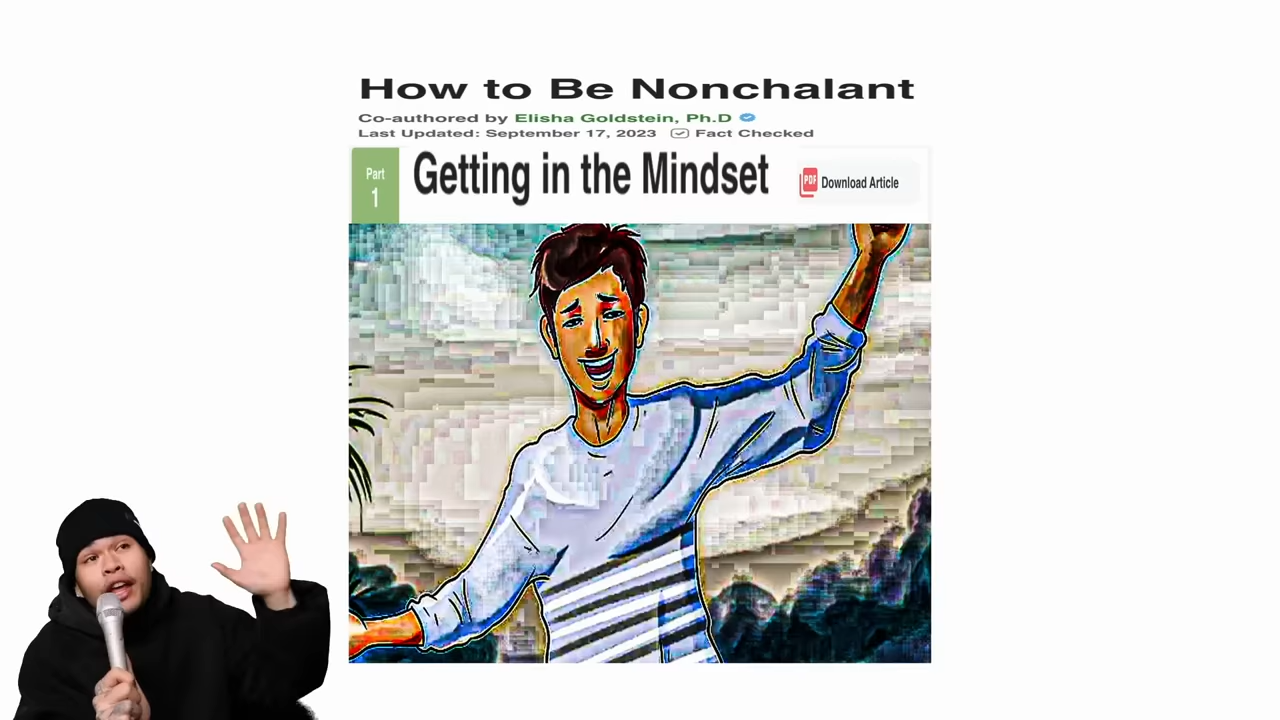 How to Be Nonchalant
Co-authored by Elisha Goldstein, Ph.D
Last Updated: September 17, 2023 Fact Checked
Part
1
Getting in the Mindset
PDF
Download Article